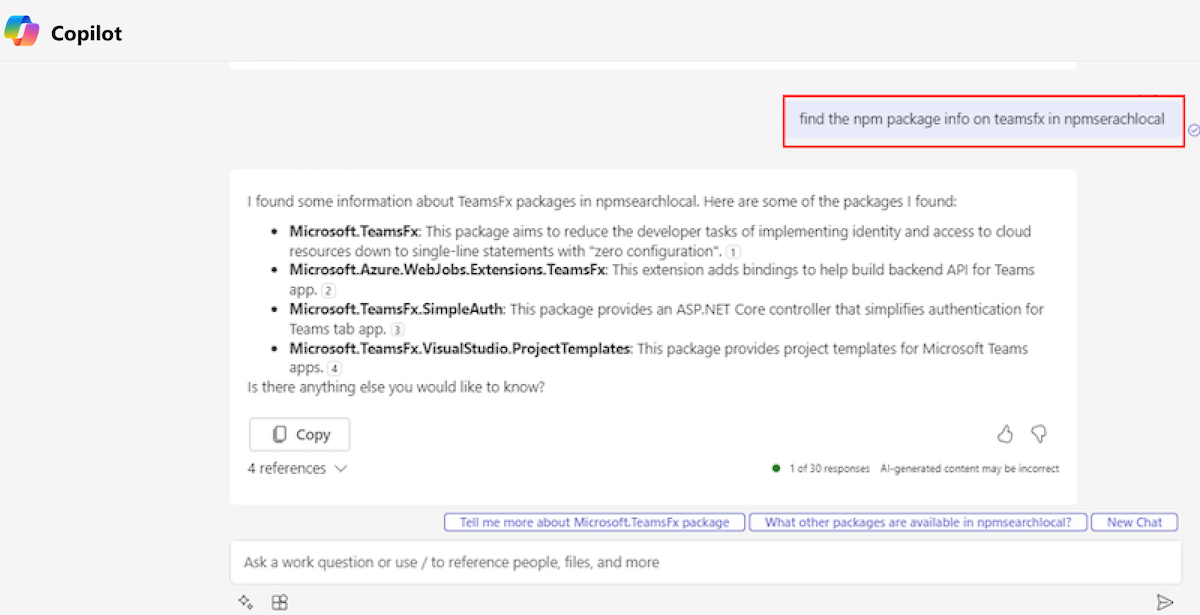 Copilot
find the npm package info on teamsfx in npmserachlocal
I found some information about TeamsFx packages in npmsearchlocal. Here are some of the packages I found:
• Microsoft.TeamsFx: This package aims to reduce the developer tasks of implementing identity and access to cloud
resources down to single-line statements with "zero configuration". 1
• Microsoft.Azure.WebJobs.Extensions.TeamsFx: This extension adds bindings to help build backend API for Teams
app. 2
• Microsoft.TeamsFx.SimpleAuth: This package provides an ASP.NET Core controller that simplifies authentication for
Teams tab app. 3
• Microsoft.TeamsFx.VisualStudio.ProjectTemplates: This package provides project templates for Microsoft Teams
apps. 4
Is there anything else you would like to know?
Copy
4 references
1 of 30 responses AI-generated content may be incorrect
Tell me more about Microsoft.TeamsFx package What other packages are available in npmsearchlocal? New Chat
Ask a work question or use / to reference people, files, and more